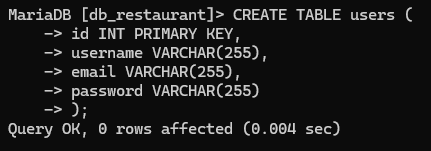 MariaDB [db_restaurant]> CREATE TABLE users (
    -> id INT PRIMARY KEY,
    -> username VARCHAR(255),
    -> email VARCHAR(255),
    -> password VARCHAR(255)
    -> );
Query OK, 0 rows affected (0.004 sec)